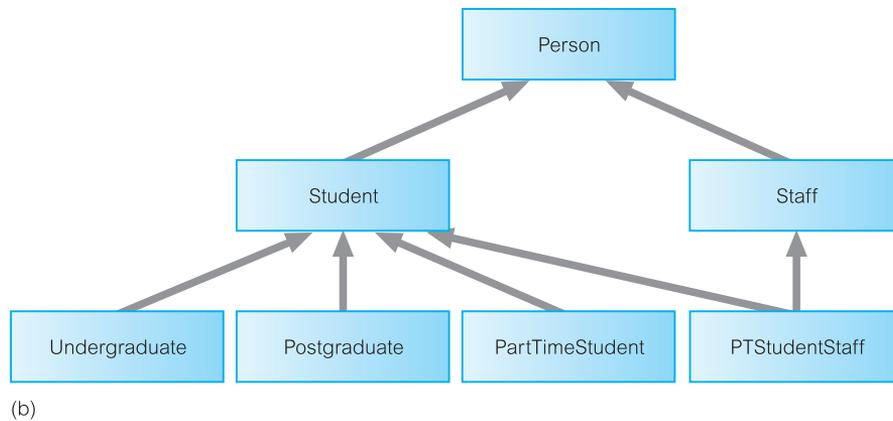 Person
Student
Staff
Undergraduate
Postgraduate
PartTimeStudent
PTStudentStaff
(b)